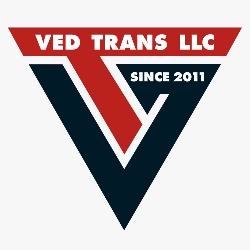 VED TRANS LLC
SINCE 2011